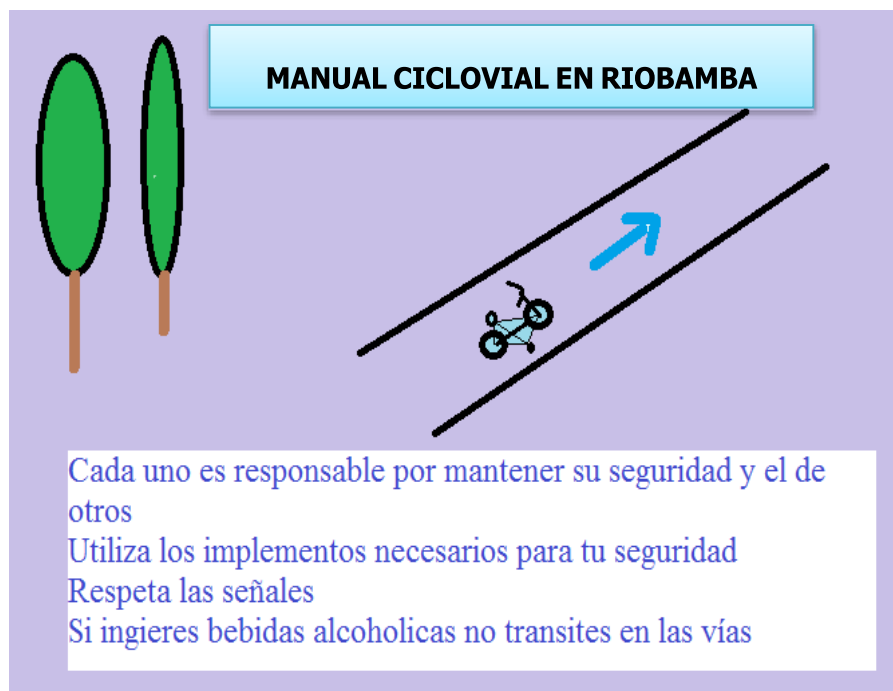 MANUAL CICLOVIAL EN RIOBAMBA
Cada uno es responsable por mantener su seguridad y el de
otros
Utiliza los implementos necesarios para tu seguridad
Respeta las señales
Si ingieres bebidas alcoholicas no transites en las vías